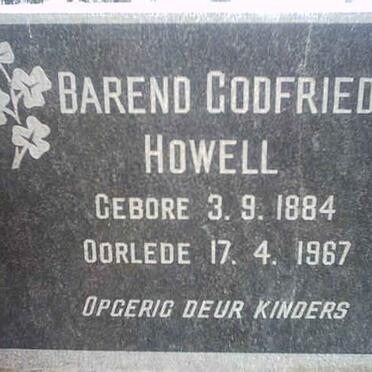 BAREND GODFRIED
HOWELL
GEBORE 3. 9. 1884
OORLEDE 17. 4. 1967
OPGERIG DEUR KINDERS